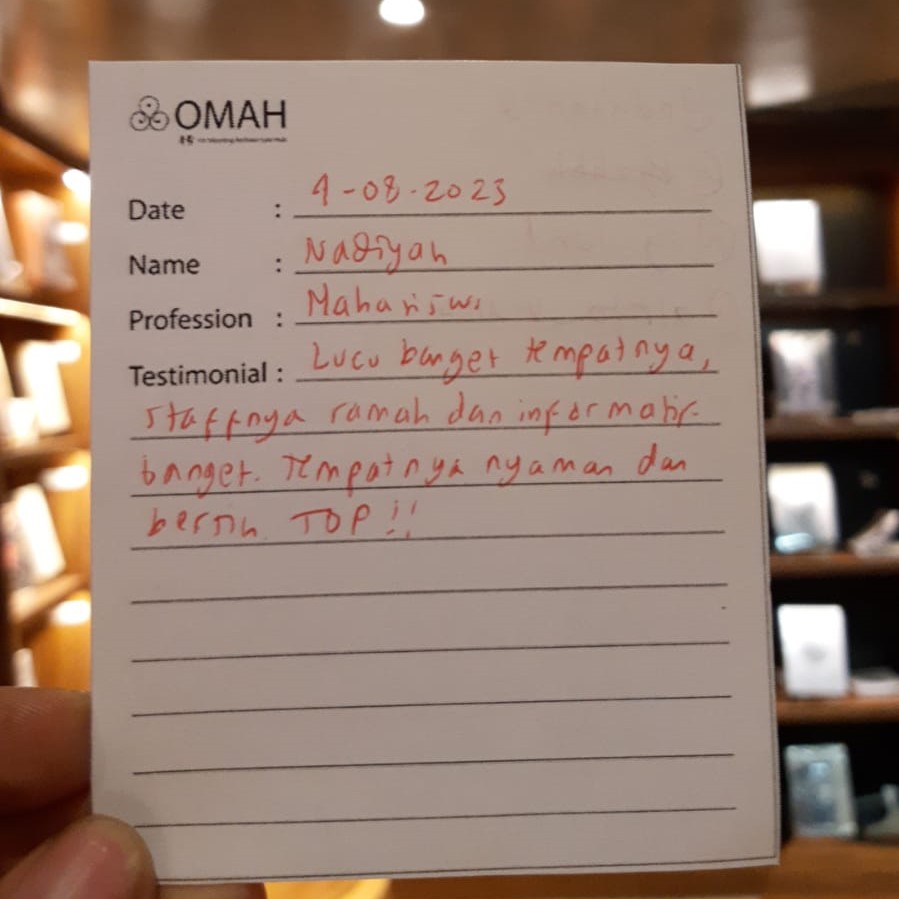 OMAH
Date : 9-08-2023
Name : Nadiyah
Profession : Mahasiswi
Testimonial : Lucu banget tempatnya,
staffnya ramah dan informatif
banget. Tempatnya nyaman dan
bersih. TOP!!